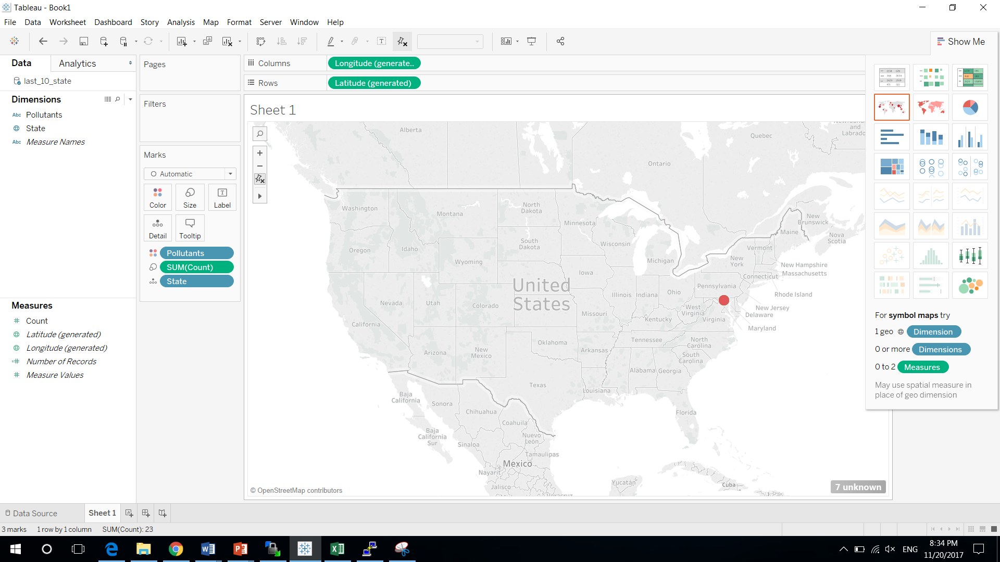 Tableau - Book1
File Data Worksheet Dashboard Story Analysis Map Format Server Window Help
Show Me
Data Analytics
last_10_state
Dimensions
Abc Pollutants
State
Abc Measure Names
Measures
Count
Latitude (generated)
Longitude (generated)
Number of Records
Measure Values
Pages
Filters
Marks
Automatic
Color Size Label
Detail Tooltip
Pollutants
SUM(Count)
State
Columns Longitude (generate..
Rows Latitude (generated)
Sheet 1
Alberta
Quebec
and
Ontario
Washington
Montana
North
Dakota
Minnesota
New
Brunswick
Maine
Nova
Scotia
Oregon
Idaho
South
Dakota
Wisconsin
Vermont
Wyoming
Michigan
New
York
New Hampshire
Massachusetts
Iowa
Connecticut
United
States
Pennsylvania
Nevada
Utah
Colorado
Illinois
Indiana
Ohio
Rhode Island
West
Virginia
New Jersey
Delaware
Missouri
Kentucky
Virginia
California
Maryland
Oklahoma
Tennessee
North
Carolina
Arizona
New
Mexico
Arkansas
South
Carolina
Alabama
Georgia
Texas
Louisiana
Baja
California
Sonora
Chihuahua
Coahuila
Florida
Baja
California
Sur
Sinaloa
Nuevo
León
Tamaulipas
México
Nayarit
Jalisco
Yucatán
Cuba
Veracruz
© OpenStreetMap contributors
7 unknown
For symbol maps try
1 geo Dimension
0 or more Dimensions
0 to 2 Measures
May use spatial measure in
place of geo dimension
Data Source Sheet 1
3 marks 1 row by 1 column SUM(Count): 23
ENG
8:34 PM
11/20/2017